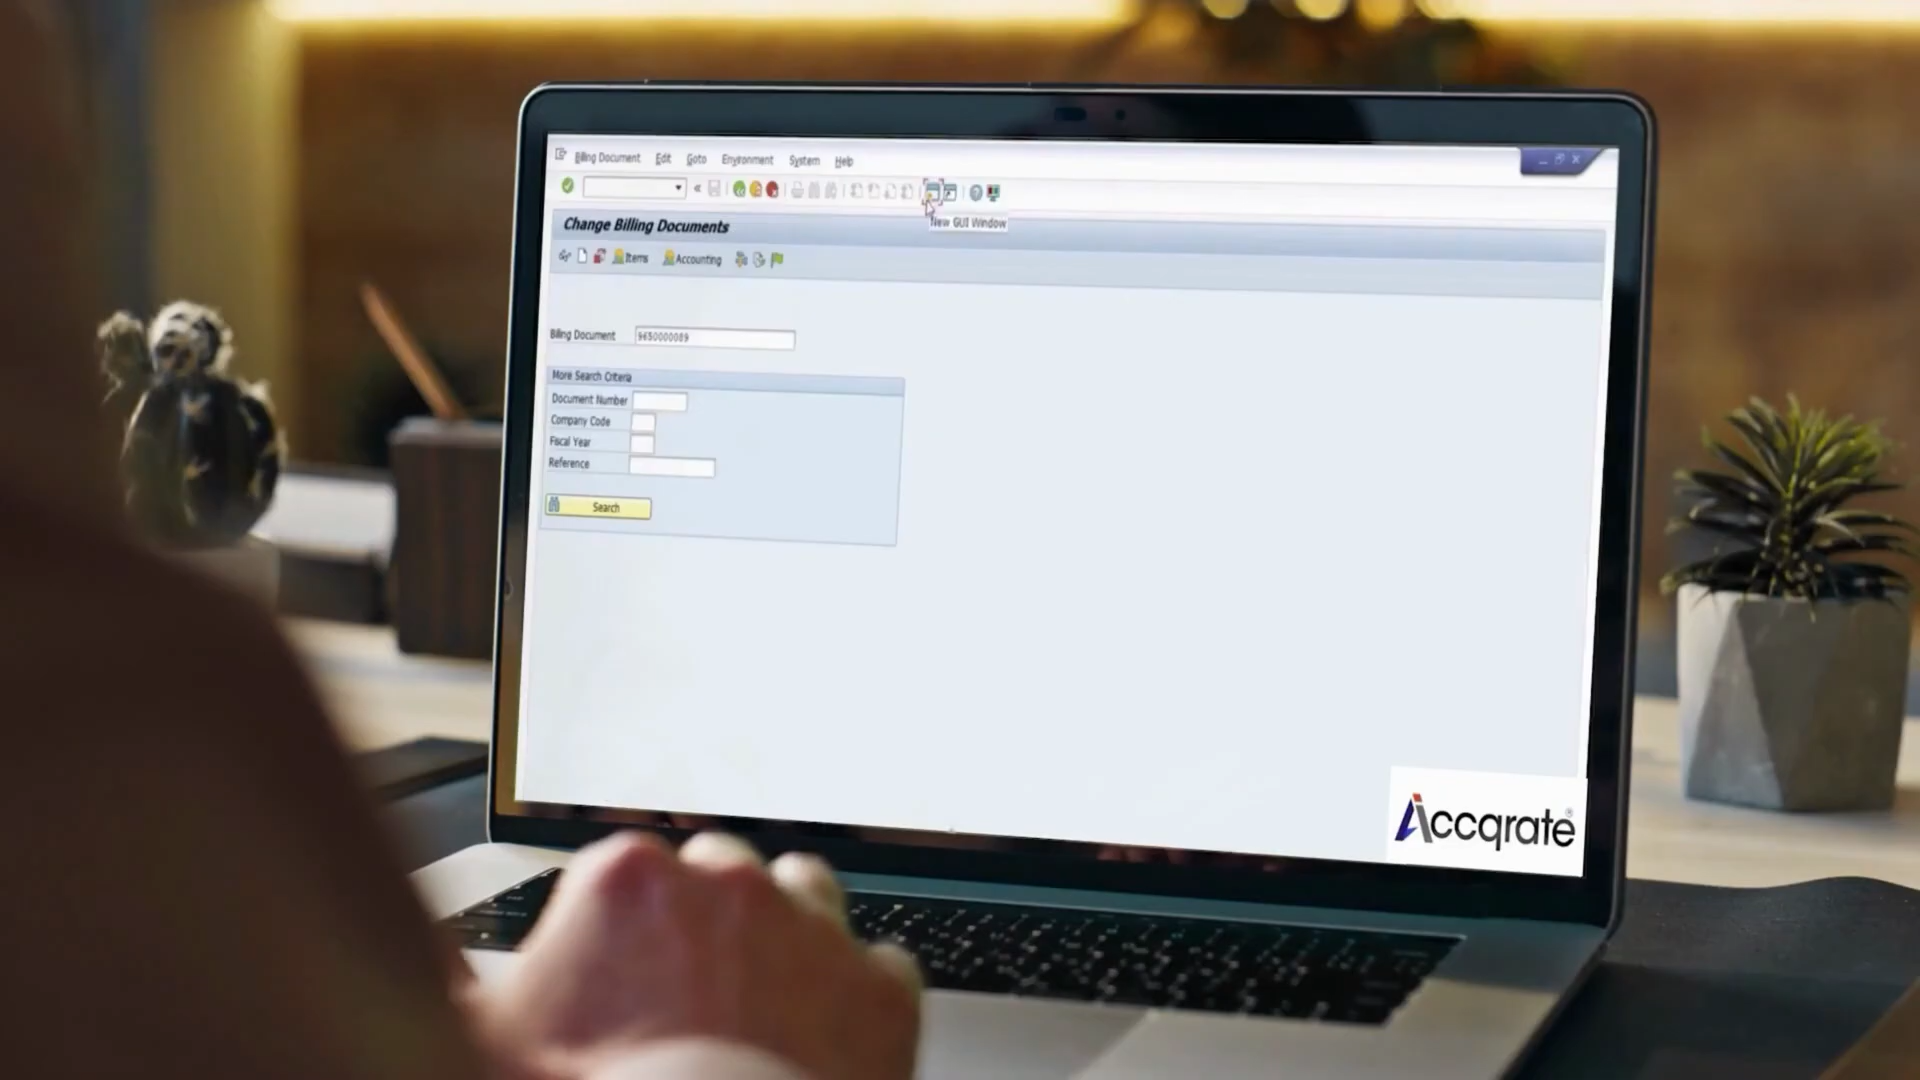 Billing Document Edit Goto Environment System Help
New GUI Window
Change Billing Documents
Items Accounting
Billing Document 9650000089
More Search Criteria
Document Number
Company Code
Fiscal Year
Reference
Search
Accqrate